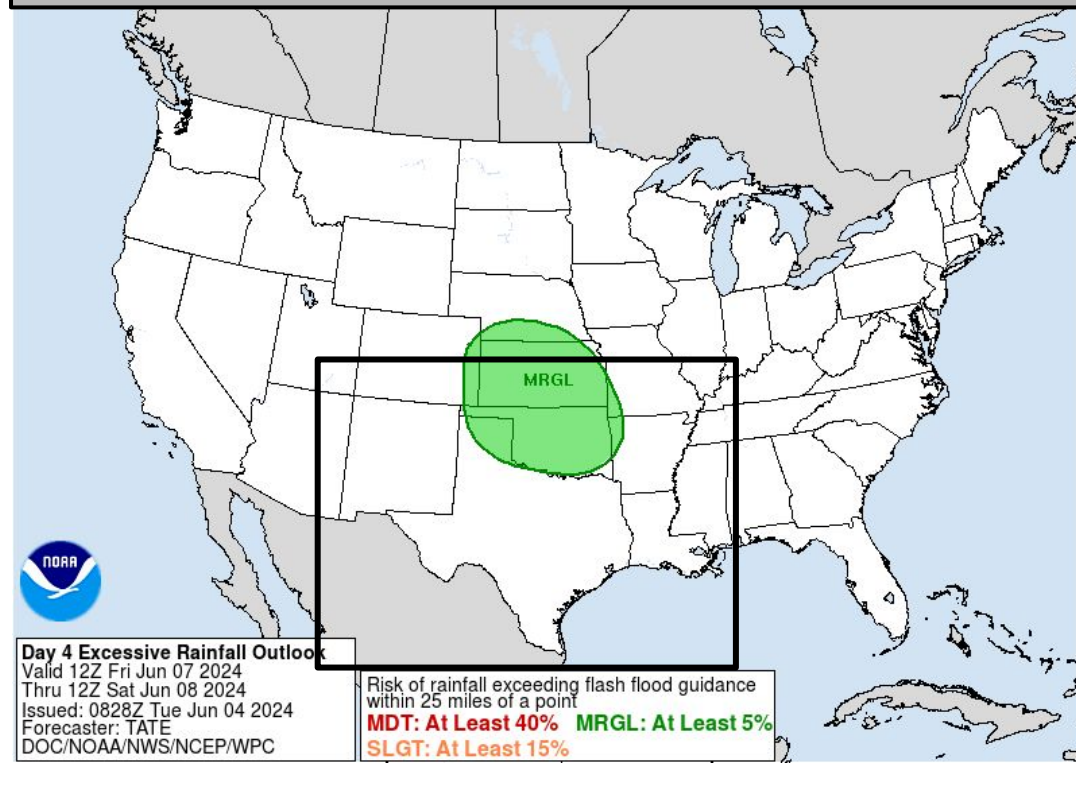 MRGL
NOAA
Day 4 Excessive Rainfall Outlook
Valid 12Z Fri Jun 07 2024
Thru 12Z Sat Jun 08 2024
Issued: 0828Z Tue Jun 04 2024
Forecaster: TATE
DOC/NOAA/NWS/NCEP/WPC
Risk of rainfall exceeding flash flood guidance
within 25 miles of a point
MDT: At Least 40% MRGL: At Least 5%
SLGT: At Least 15%